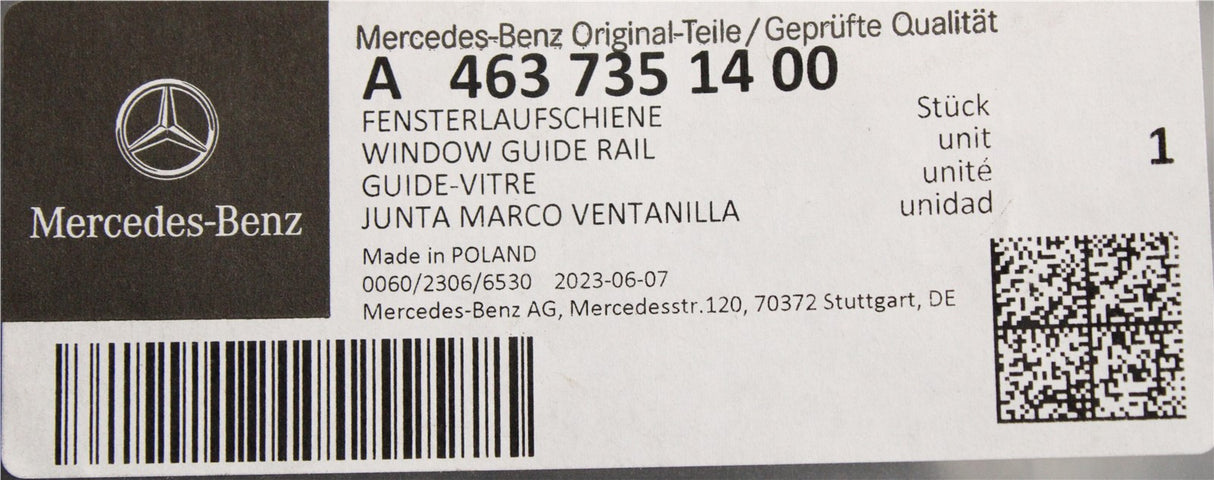 Mercedes-Benz
Mercedes-Benz Original-Teile/Geprüfte Qualität
A 463 735 14 00
FENSTERLAUFSCHIENE
WINDOW GUIDE RAIL
GUIDE-VITRE
JUNTA MARCO VENTANILLA
Stück
unit
unité
unidad
1
Made in POLAND
0060/2306/6530 2023-06-07
Mercedes-Benz AG, Mercedesstr.120, 70372 Stuttgart, DE